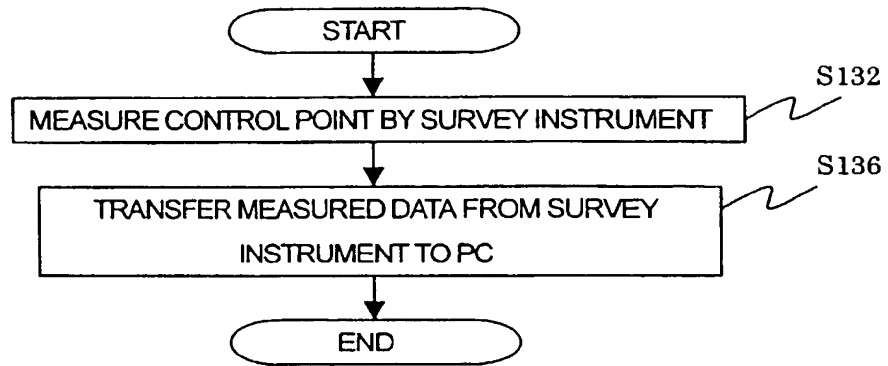 START
S132
MEASURE CONTROL POINT BY SURVEY INSTRUMENT
S136
TRANSFER MEASURED DATA FROM SURVEY
INSTRUMENT TO PC
END